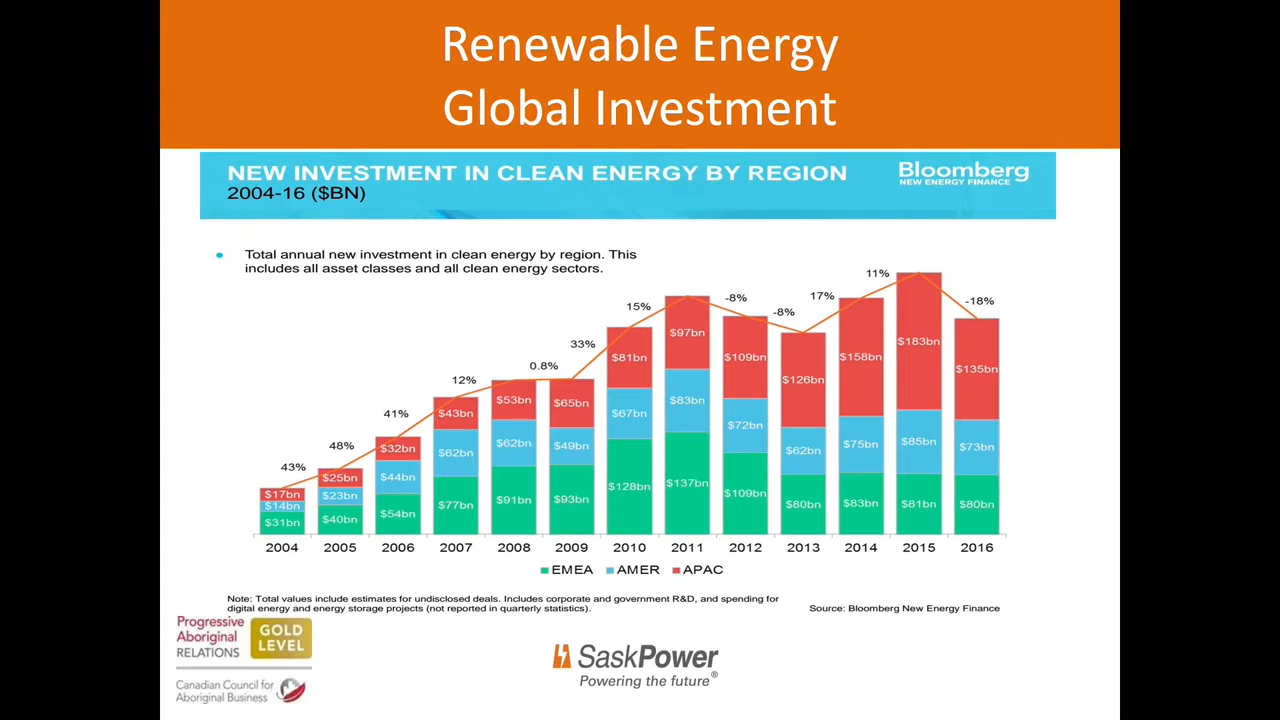 Renewable Energy
Global Investment
NEW INVESTMENT IN CLEAN ENERGY BY REGION
2004-16 ($BN)
Bloomberg
NEW ENERGY FINANCE
Total annual new investment in clean energy by region. This
includes all asset classes and all clean energy sectors.
43%
48%
41%
12%
0.8%
33%
15%
-8%
-8%
17%
11%
-18%
$17bn
$14bn
$31bn
$25bn
$23bn
$40bn
$32bn
$44bn
$54bn
$43bn
$62bn
$77bn
$53bn
$62bn
$91bn
$65bn
$49bn
$93bn
$81bn
$67bn
$128bn
$97bn
$83bn
$137bn
$109bn
$72bn
$109bn
$126bn
$62bn
$80bn
$158bn
$75bn
$83bn
$183bn
$85bn
$81bn
$135bn
$73bn
$80bn
2004 2005 2006 2007 2008 2009 2010 2011 2012 2013 2014 2015 2016
EMEA AMER APAC
Note: Total values include estimates for undisclosed deals. Includes corporate and government R&D, and spending for
digital energy and energy storage projects (not reported in quarterly statistics).
Source: Bloomberg New Energy Finance
Progressive
Aboriginal
RELATIONS
GOLD
LEVEL
Canadian Council for
Aboriginal Business
SaskPower
Powering the future®